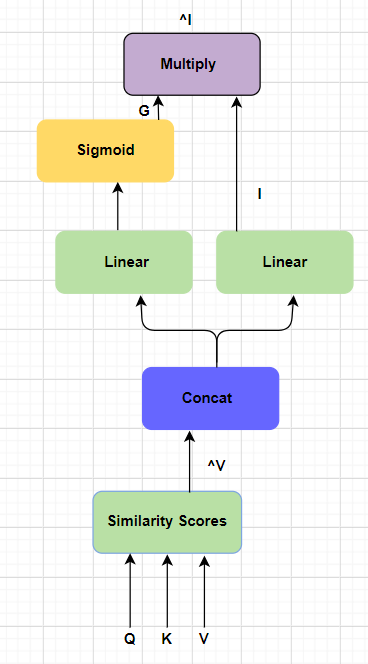 ^I
Multiply
G
Sigmoid
I
Linear
Linear
Concat
^V
Similarity Scores
Q
K
V